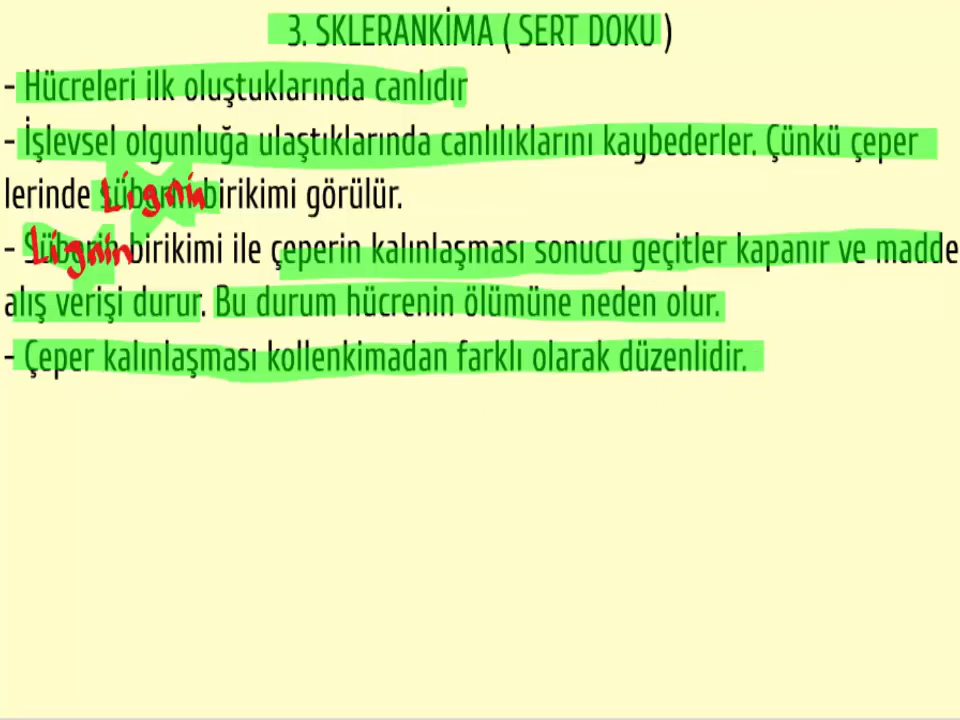 3. SKLERANKİMA ( SERT DOKU )
- Hücreleri ilk oluştuklarında canlıdır
- İşlevsel olgunluğa ulaştıklarında canlılıklarını kaybederler. Çünkü çeper
lerinde süberin birikimi görülür.
Lignin
- Süberin birikimi ile çeperin kalınlaşması sonucu geçitler kapanır ve madde
Lignin
alış verişi durur. Bu durum hücrenin ölümüne neden olur.
- Çeper kalınlaşması kollenkimadan farklı olarak düzenlidir.